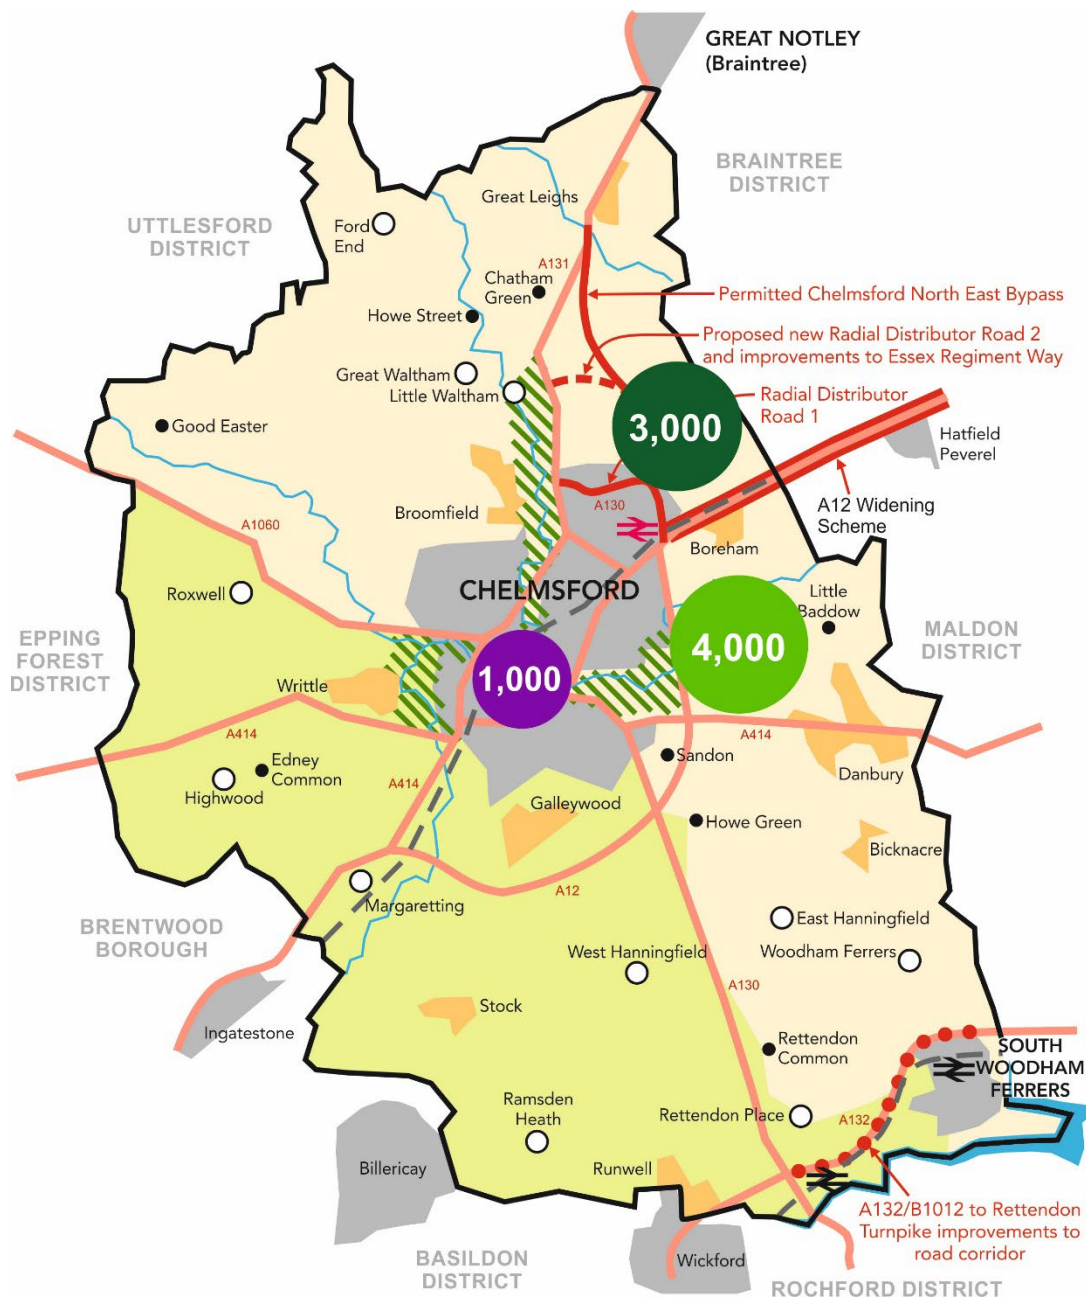 GREAT NOTLEY
(Braintree)
BRAINTREE
DISTRICT
UTTLESFORD
DISTRICT
Great Leighs
Ford
End
A131
Chatham
Green
Permitted Chelmsford North East Bypass
Howe Street
Proposed new Radial Distributor Road 2
and improvements to Essex Regiment Way
Great Waltham
Little Waltham
Radial Distributor
Road 1
3,000
Good Easter
Hatfield
Peverel
A130
A12 Widening
Scheme
Broomfield
A1060
Boreham
CHELMSFORD
Roxwell
Little
Baddow
EPPING
FOREST
DISTRICT
MALDON
DISTRICT
4,000
1,000
Writtle
A414
A414
Sandon
Edney
Common
Highwood
A414
Danbury
Galleywood
Howe Green
Bicknacre
A12
Margaretting
BRENTWOOD
BOROUGH
East Hanningfield
West Hanningfield
Woodham Ferrers
A130
Stock
Ingatestone
Rettendon
Common
SOUTH
WOODHAM
FERRERS
Ramsden
Heath
Rettendon Place
A132
Billericay
Runwell
A132/B1012 to Rettendon
Turnpike improvements to
road corridor
Wickford
BASILDON
DISTRICT
ROCHFORD DISTRICT